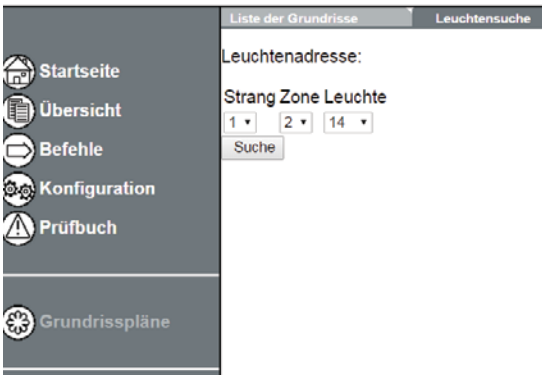 Liste der Grundrisse Leuchtensuche
Startseite
Übersicht
Befehle
Konfiguration
Prüfbuch
Grundrisspläne
Leuchtenadresse:
Strang Zone Leuchte
1 2 14
Suche